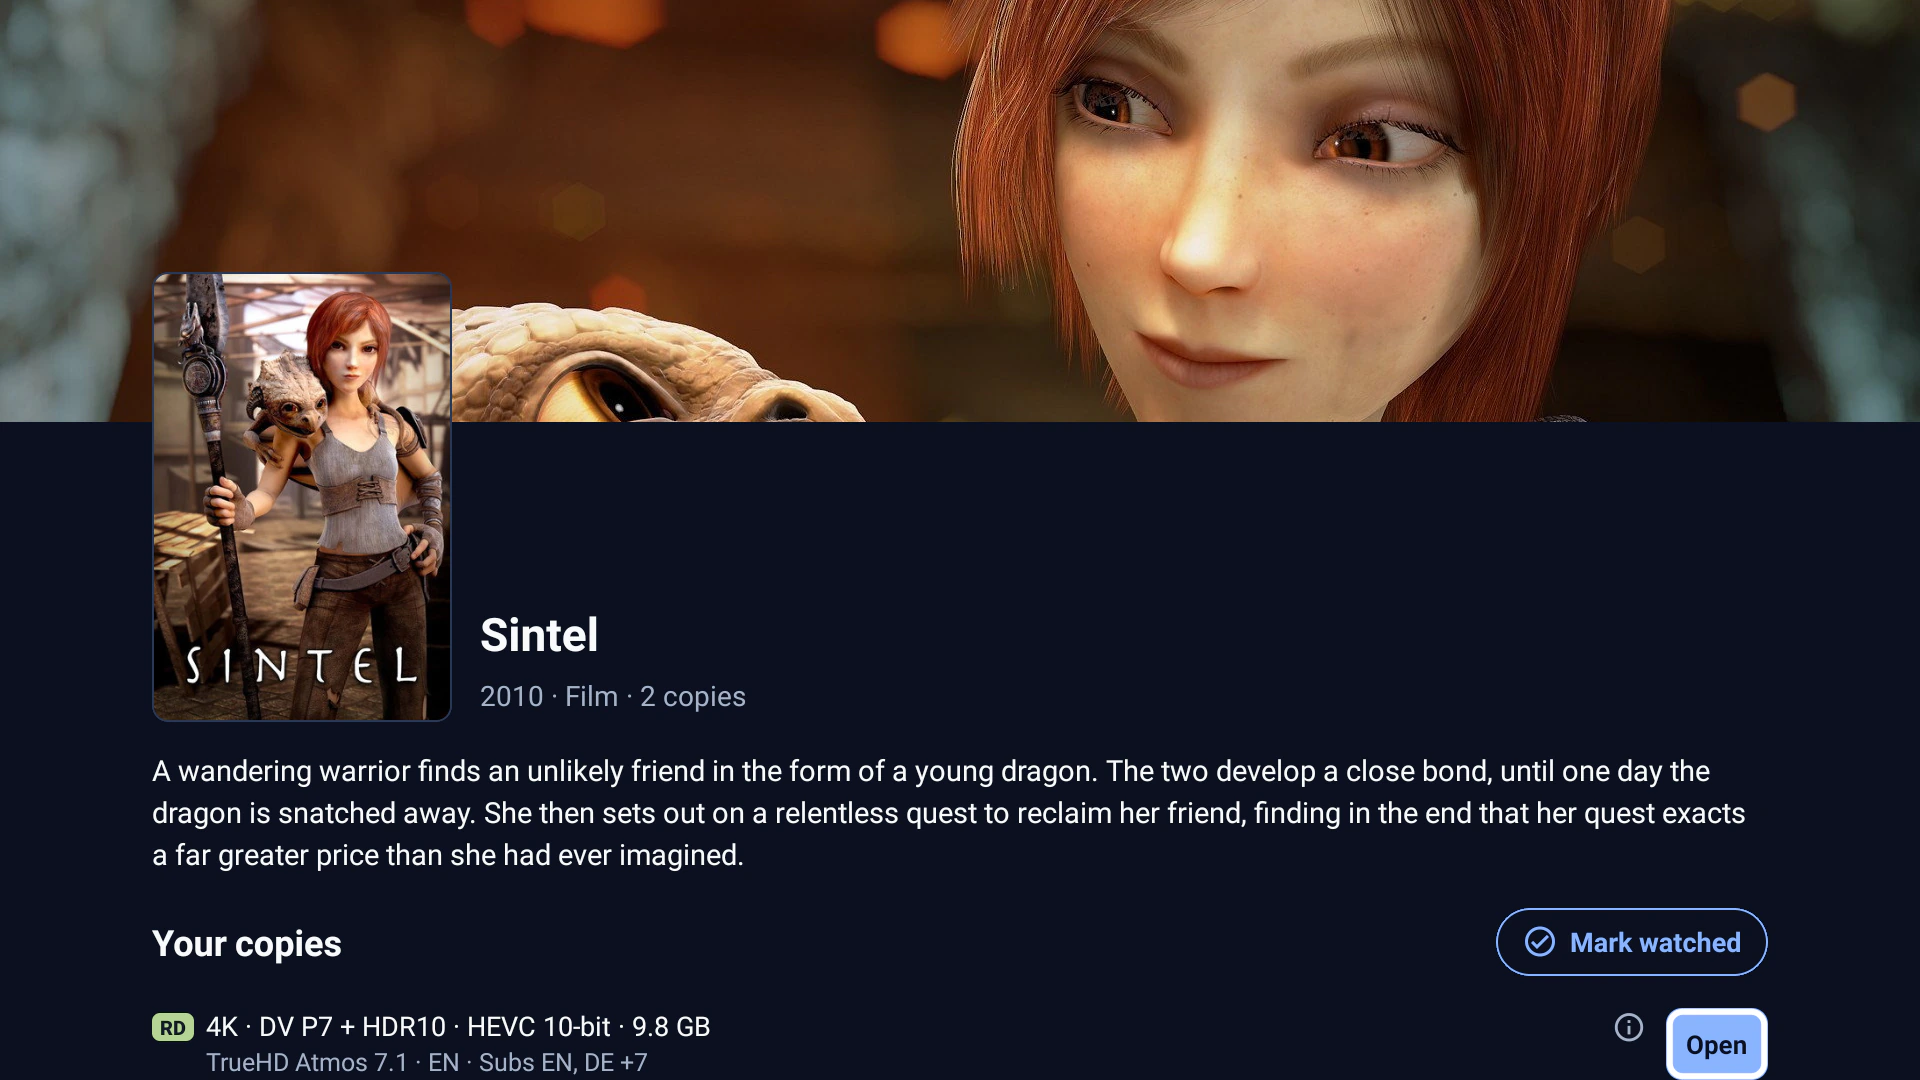 SINTEL
Sintel
2010 · Film · 2 copies
A wandering warrior finds an unlikely friend in the form of a young dragon. The two develop a close bond, until one day the
dragon is snatched away. She then sets out on a relentless quest to reclaim her friend, finding in the end that her quest exacts
a far greater price than she had ever imagined.
Your copies
Mark watched
RD 4K · DV P7 + HDR10 · HEVC 10-bit · 9.8 GB
TrueHD Atmos 7.1 · EN · Subs EN, DE +7
Open